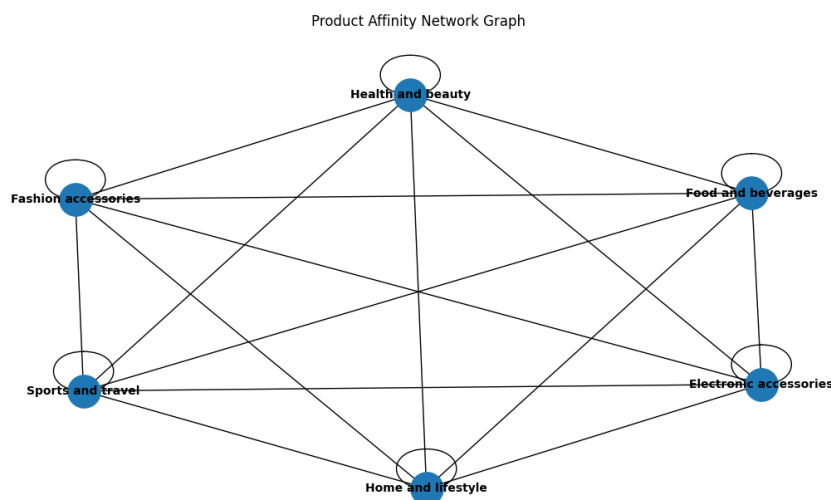 Product Affinity Network Graph
Health and beauty
Fashion accessories
Food and beverages
Sports and travel
Electronic accessories
Home and lifestyle